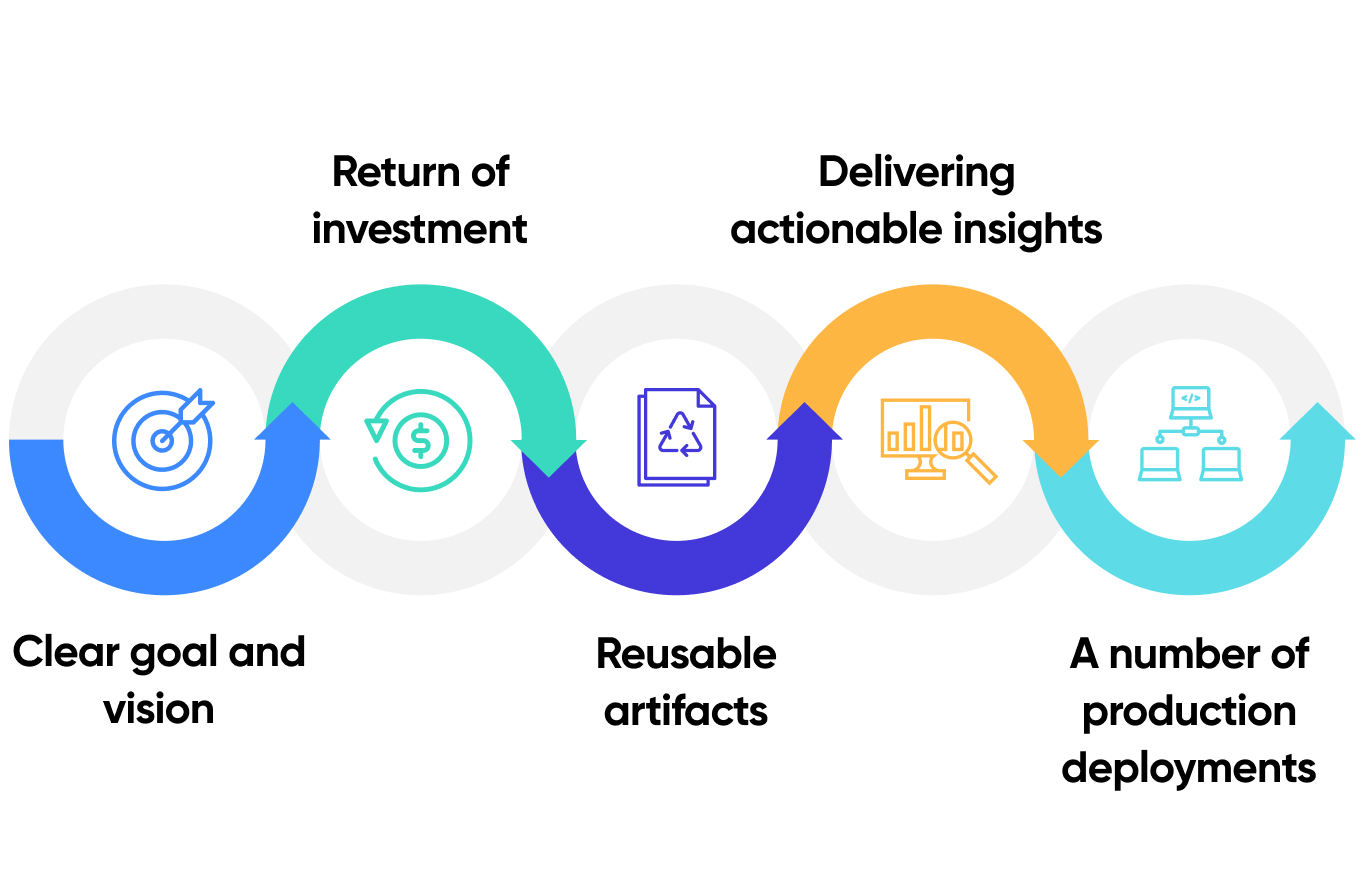 Return of
investment
Delivering
actionable insights
$
</>
Clear goal and
vision
Reusable
artifacts
A number of
production
deployments